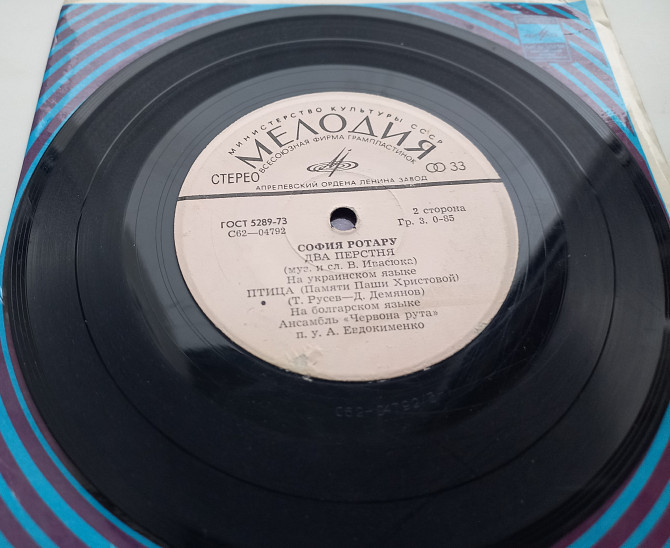 МИНИСТЕРСТВО КУЛЬТУРЫ СССР
МЕЛОДИЯ
ВСЕСОЮЗНАЯ ФИРМА ГРАМПЛАСТИНОК
СТЕРЕО
33
АПРЕЛЕВСКИЙ ОРДЕНА ЛЕНИНА ЗАВОД
ГОСТ 5289-73
2 сторона
С62—04792
Гр. 3. 0-85
СОФИЯ РОТАРУ
ДВА ПЕРСТНЯ
(муз. и сл. В. Ивасюка)
На украинском языке
ПТИЦА (Памяти Паши Христовой)
(Т. Русев—Д. Демянов)
На болгарском языке
Ансамбль «Червона рута»
п. у. А. Евдокименко